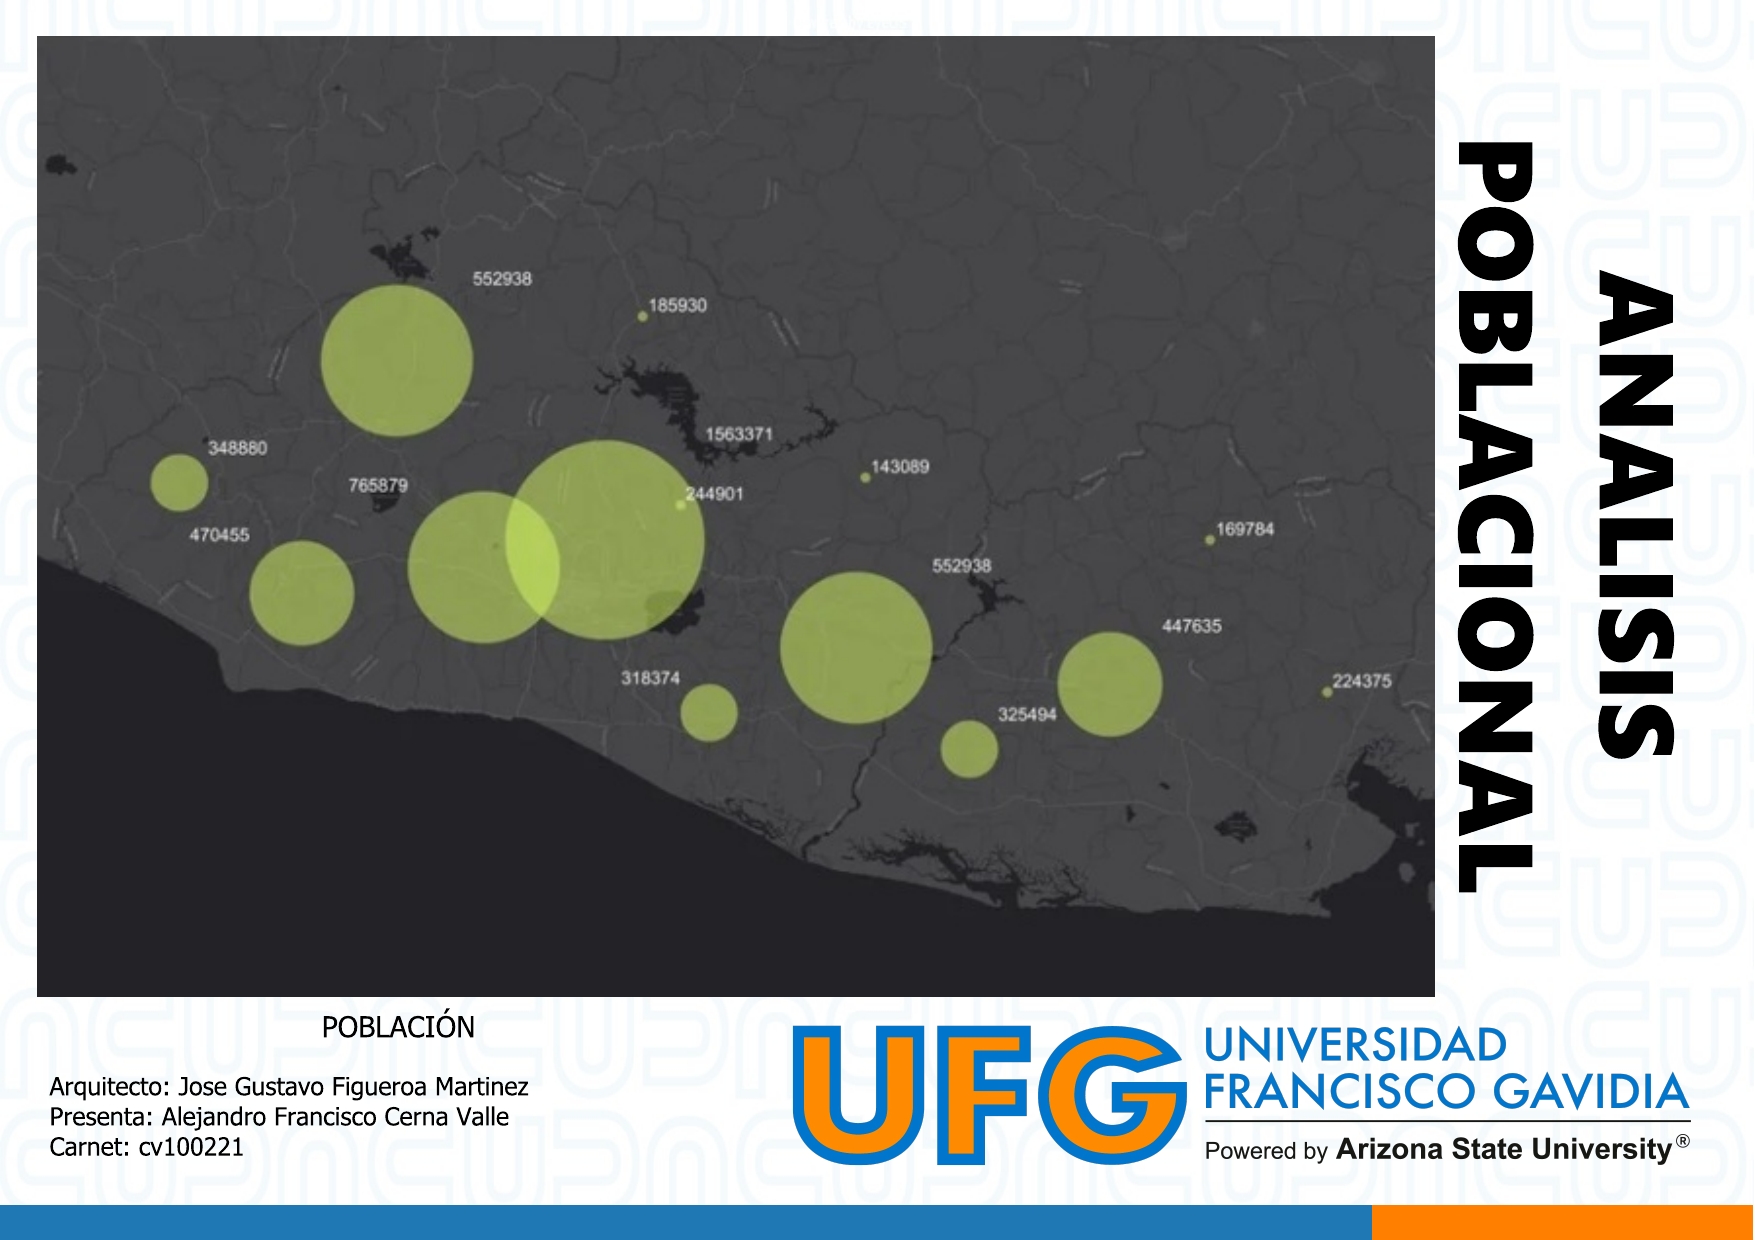 552938
185930
1563371
348880
143089
765879
244901
470455
169784
552938
447635
318374
224375
325494
ANALISIS
POBLACIONAL
POBLACIÓN
Arquitecto: Jose Gustavo Figueroa Martinez
Presenta: Alejandro Francisco Cerna Valle
Carnet: cv100221
UFG
UNIVERSIDAD
FRANCISCO GAVIDIA
Powered by Arizona State University®